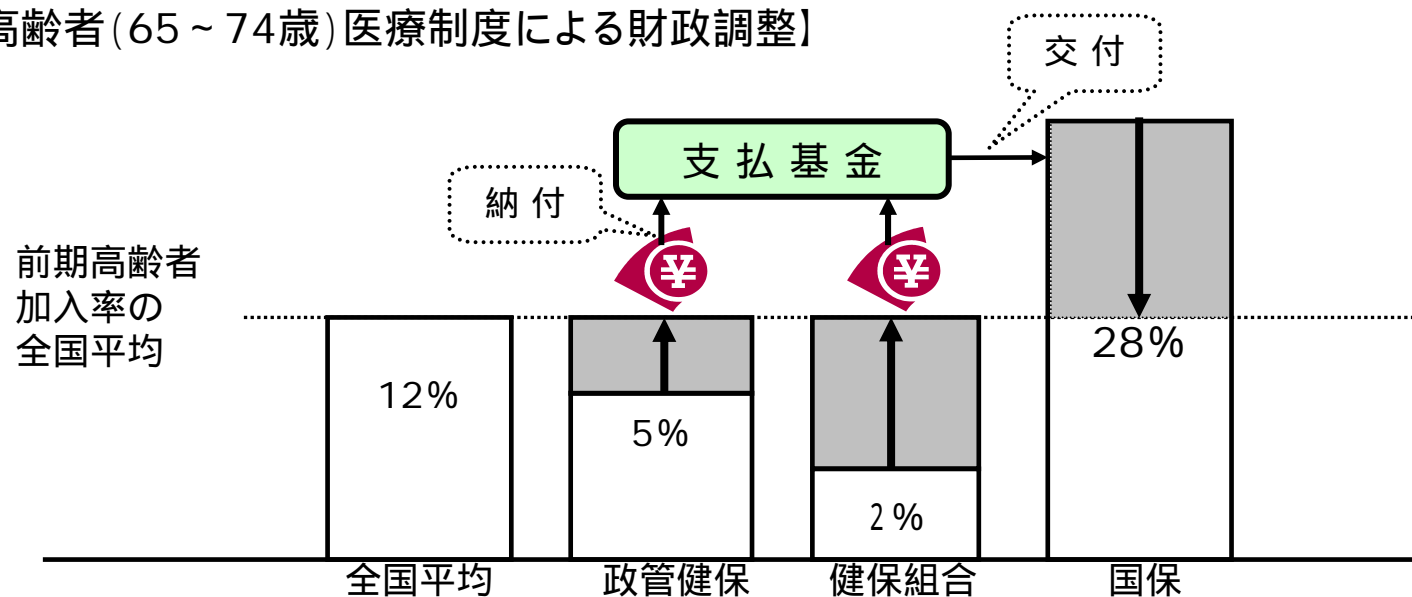 高齢者(65~74歳)医療制度による財政調整】
交付
支払基金
納付
¥
¥
前期高齢者
加入率の
全国平均
28%
12%
5%
2%
全国平均
政管健保
健保組合
国保